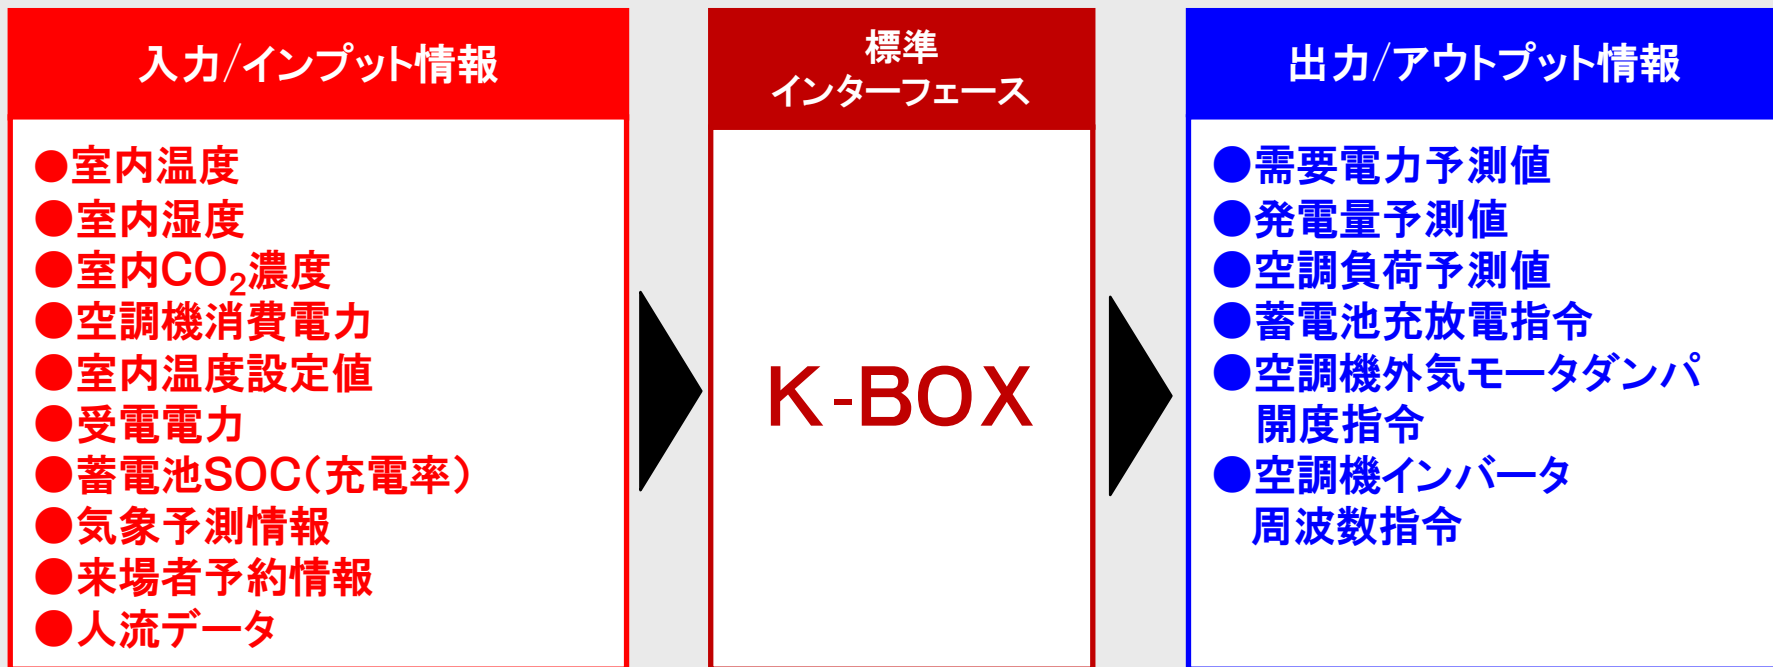 入力/インプット情報
●室内温度
●室内湿度
●室内CO₂濃度
●空調機消費電力
●室内温度設定値
●受電電力
●蓄電池SOC(充電率)
●気象予測情報
●来場者予約情報
●人流データ
標準
インターフェース
K-BOX
出力/アウトプット情報
●需要電力予測値
●発電量予測値
●空調負荷予測値
●蓄電池充放電指令
●空調機外気モータダンパ
開度指令
●空調機インバータ
周波数指令